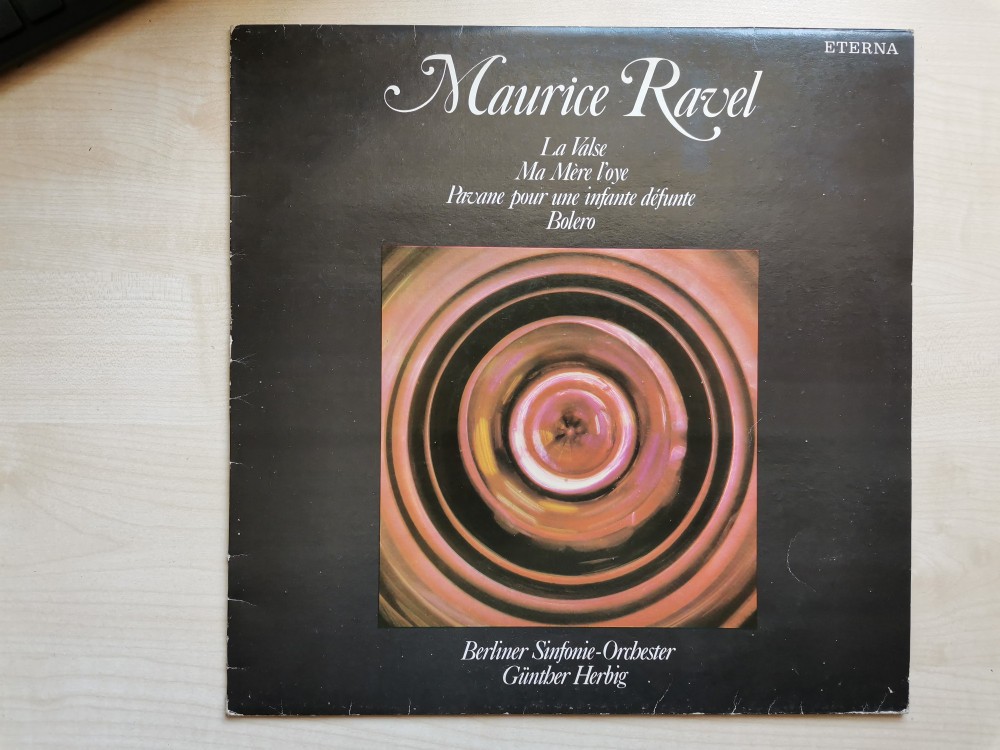 ETERNA
Maurice Ravel
La Valse
Ma Mère l'oye
Pavane pour une infante défunte
Bolero
Berliner Sinfonie-Orchester
Günther Herbig